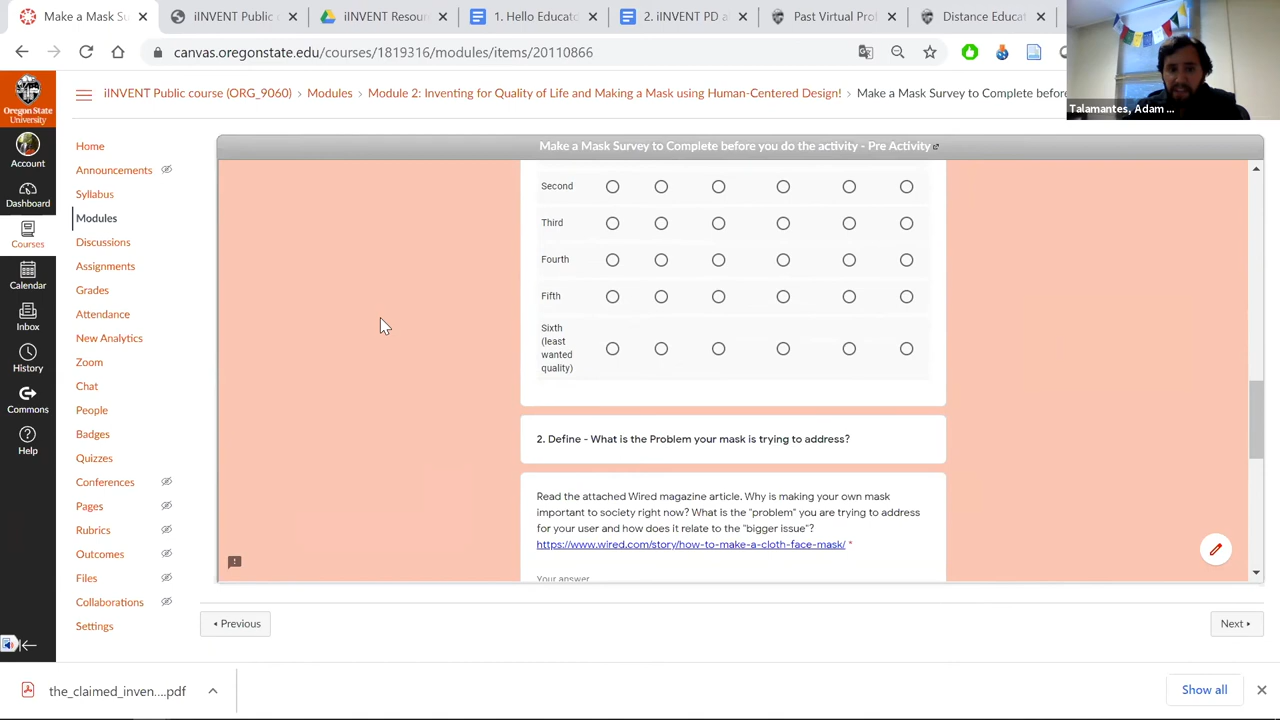 Make a Mask Su
iINVENT Public
iINVENT Resour
1. Hello Educato
2. iINVENT PD
Past Virtual Pro
Distance Educat
canvas.oregonstate.edu/courses/1819316/modules/items/20110866
Talamantes, Adam ...
Oregon State
University
Account
Dashboard
Courses
Calendar
Inbox
History
Commons
Help
iINVENT Public course (ORG_9060) › Modules › Module 2: Inventing for Quality of Life and Making a Mask using Human-Centered Design! › Make a Mask Survey to Complete before
Home
Announcements
Syllabus
Modules
Discussions
Assignments
Grades
Attendance
New Analytics
Zoom
Chat
People
Badges
Quizzes
Conferences
Pages
Rubrics
Outcomes
Files
Collaborations
Settings
Make a Mask Survey to Complete before you do the activity - Pre Activity
Second
Third
Fourth
Fifth
Sixth
(least
wanted
quality)
2. Define - What is the Problem your mask is trying to address?
Read the attached Wired magazine article. Why is making your own mask
important to society right now? What is the "problem" you are trying to address
for your user and how does it relate to the "bigger issue"?
https://www.wired.com/story/how-to-make-a-cloth-face-mask/ *
Your answer
Previous
Next
the_claimed_inven....pdf
Show all